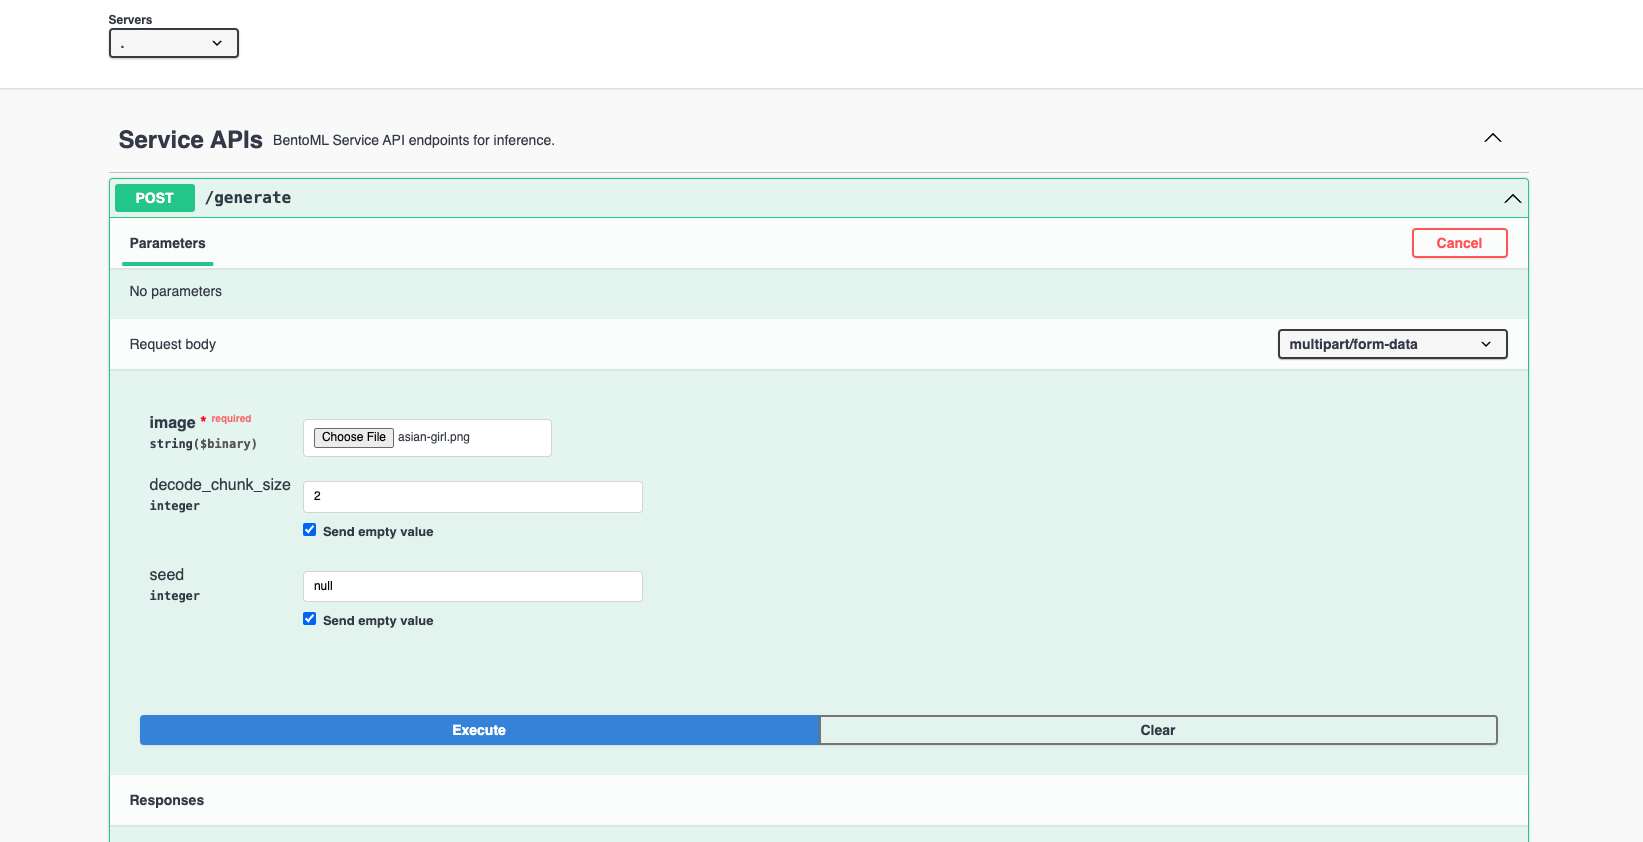 Servers
.
Service APIs BentoML Service API endpoints for inference.
POST /generate
Parameters Cancel
No parameters
Request body multipart/form-data
image * required
string($binary) Choose File asian-girl.png
decode_chunk_size
integer 2
Send empty value
seed
integer null
Send empty value
Execute Clear
Responses